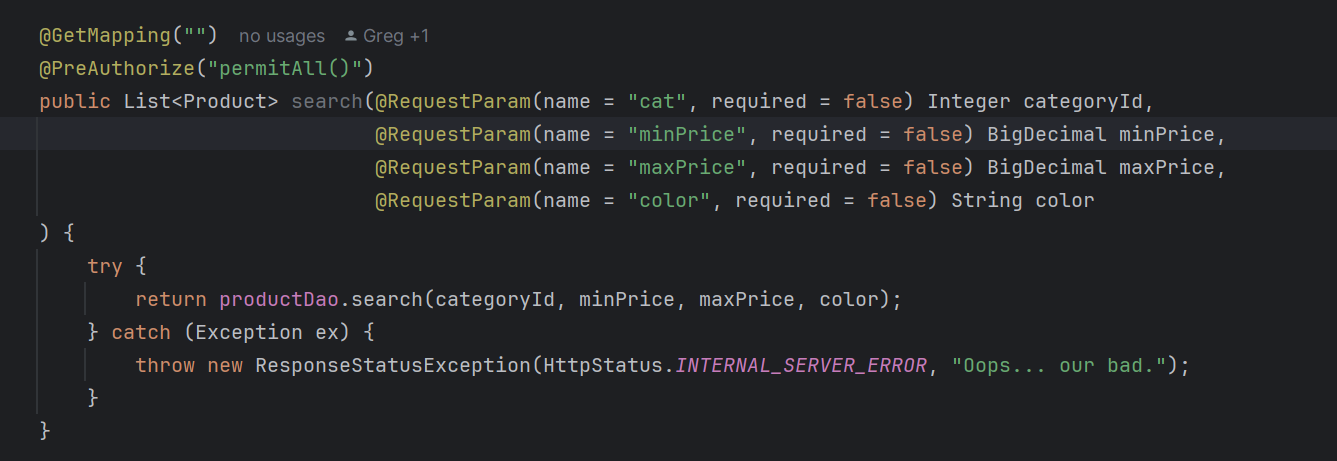 @GetMapping("") no usages Greg +1
@PreAuthorize("permitAll()")
public List<Product> search(@RequestParam(name = "cat", required = false) Integer categoryId,
@RequestParam(name = "minPrice", required = false) BigDecimal minPrice,
@RequestParam(name = "maxPrice", required = false) BigDecimal maxPrice,
@RequestParam(name = "color", required = false) String color
) {
try {
return productDao.search(categoryId, minPrice, maxPrice, color);
} catch (Exception ex) {
throw new ResponseStatusException(HttpStatus.INTERNAL_SERVER_ERROR, "Oops... our bad.");
}
}